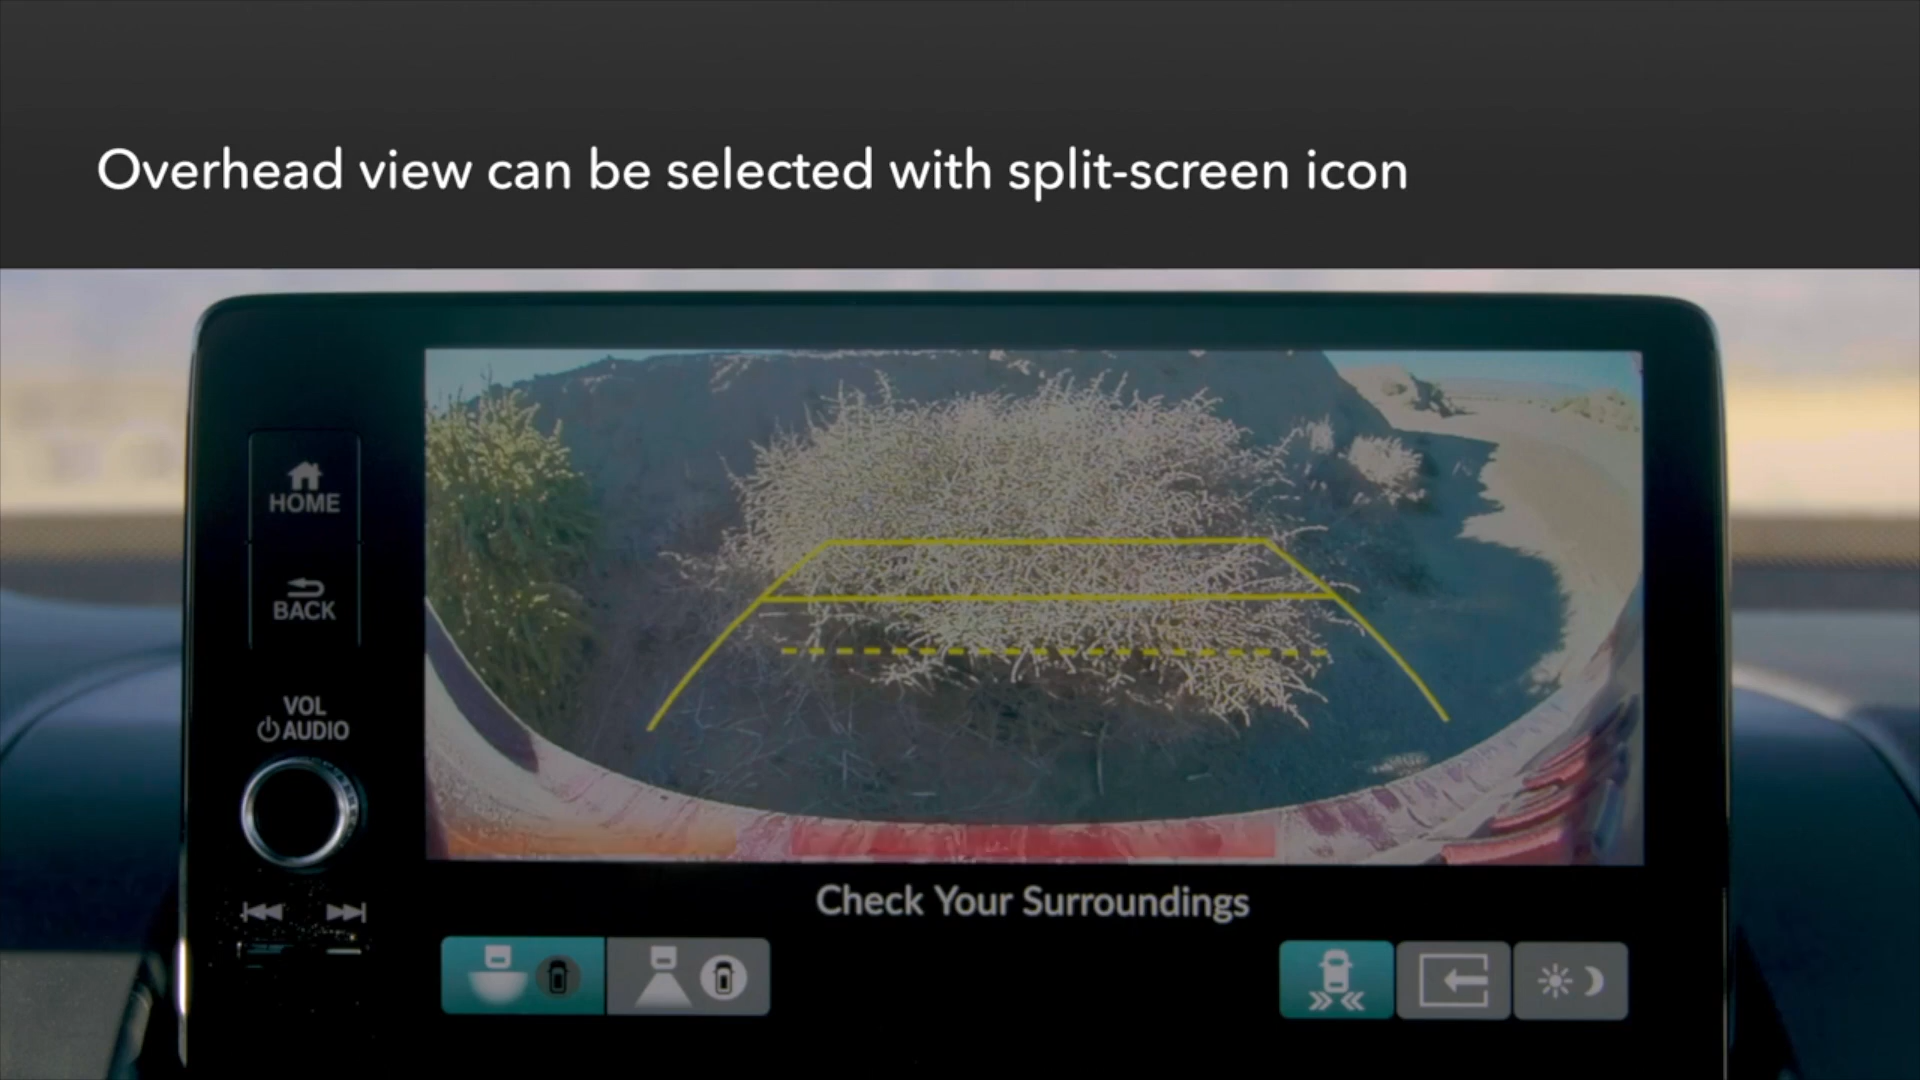 Overhead view can be selected with split-screen icon
HOME
BACK
VOL
AUDIO
Check Your Surroundings